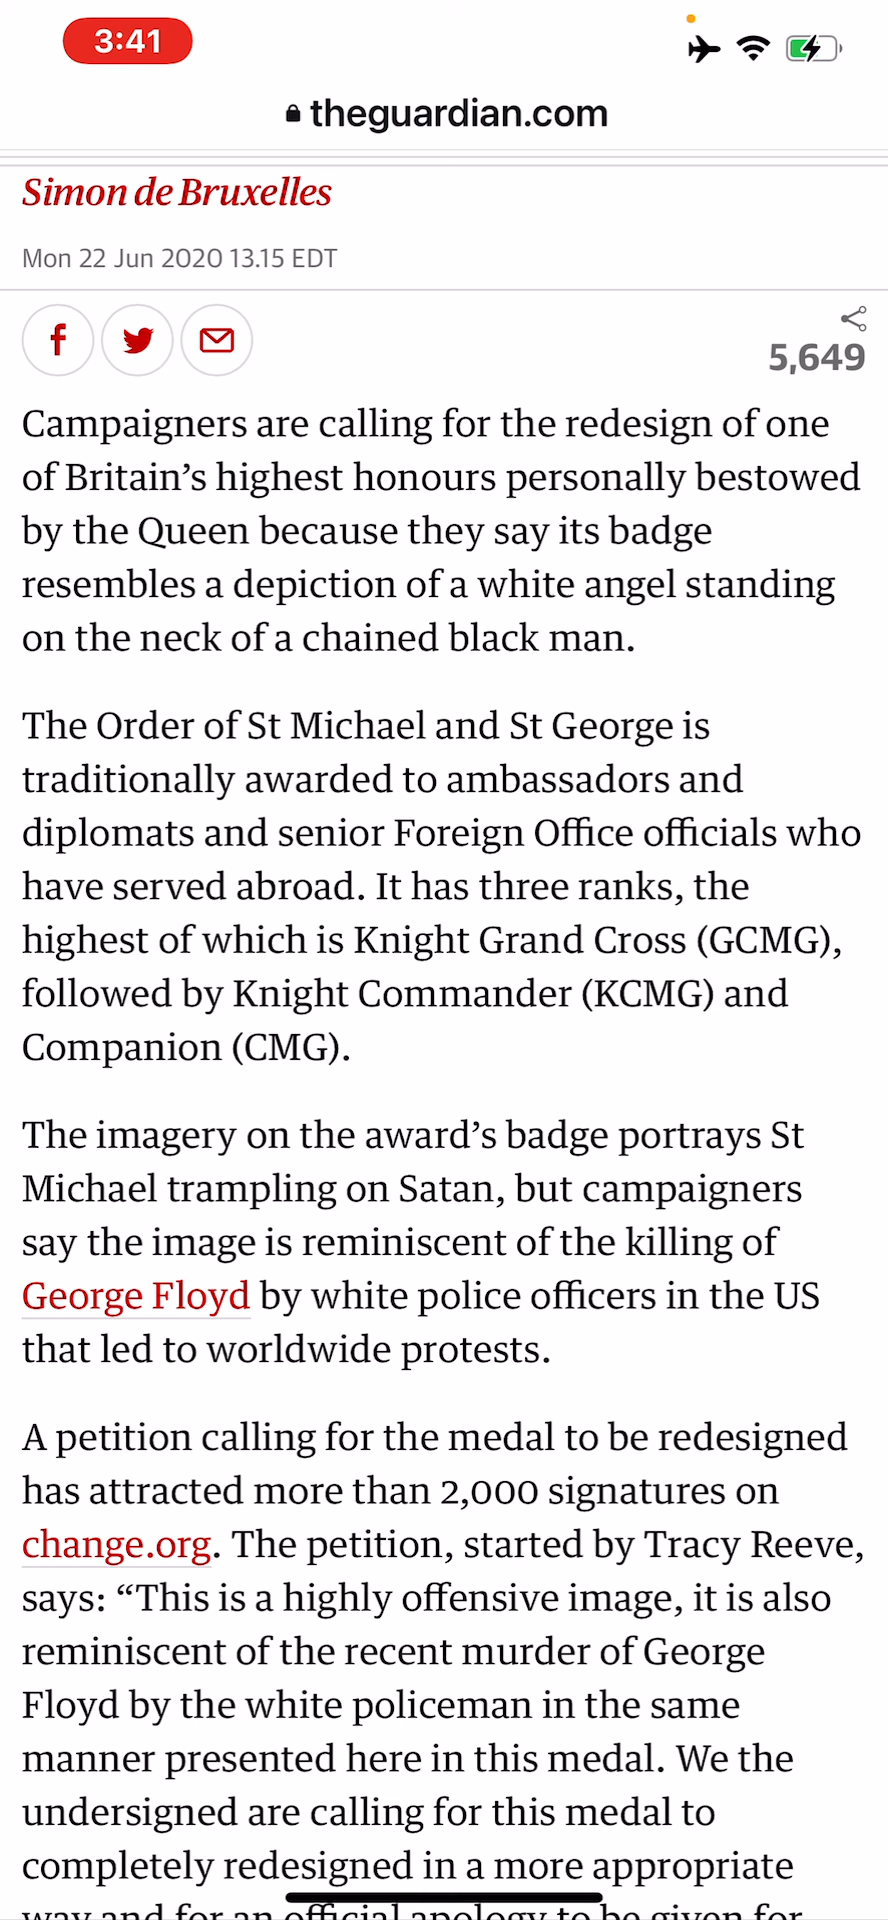 3:41
theguardian.com
Simon de Bruxelles
Mon 22 Jun 2020 13.15 EDT
5,649
Campaigners are calling for the redesign of one
of Britain’s highest honours personally bestowed
by the Queen because they say its badge
resembles a depiction of a white angel standing
on the neck of a chained black man.
The Order of St Michael and St George is
traditionally awarded to ambassadors and
diplomats and senior Foreign Office officials who
have served abroad. It has three ranks, the
highest of which is Knight Grand Cross (GCMG),
followed by Knight Commander (KCMG) and
Companion (CMG).
The imagery on the award’s badge portrays St
Michael trampling on Satan, but campaigners
say the image is reminiscent of the killing of
George Floyd by white police officers in the US
that led to worldwide protests.
A petition calling for the medal to be redesigned
has attracted more than 2,000 signatures on
change.org. The petition, started by Tracy Reeve,
says: “This is a highly offensive image, it is also
reminiscent of the recent murder of George
Floyd by the white policeman in the same
manner presented here in this medal. We the
undersigned are calling for this medal to
completely redesigned in a more appropriate
way and for an official apology to be given for